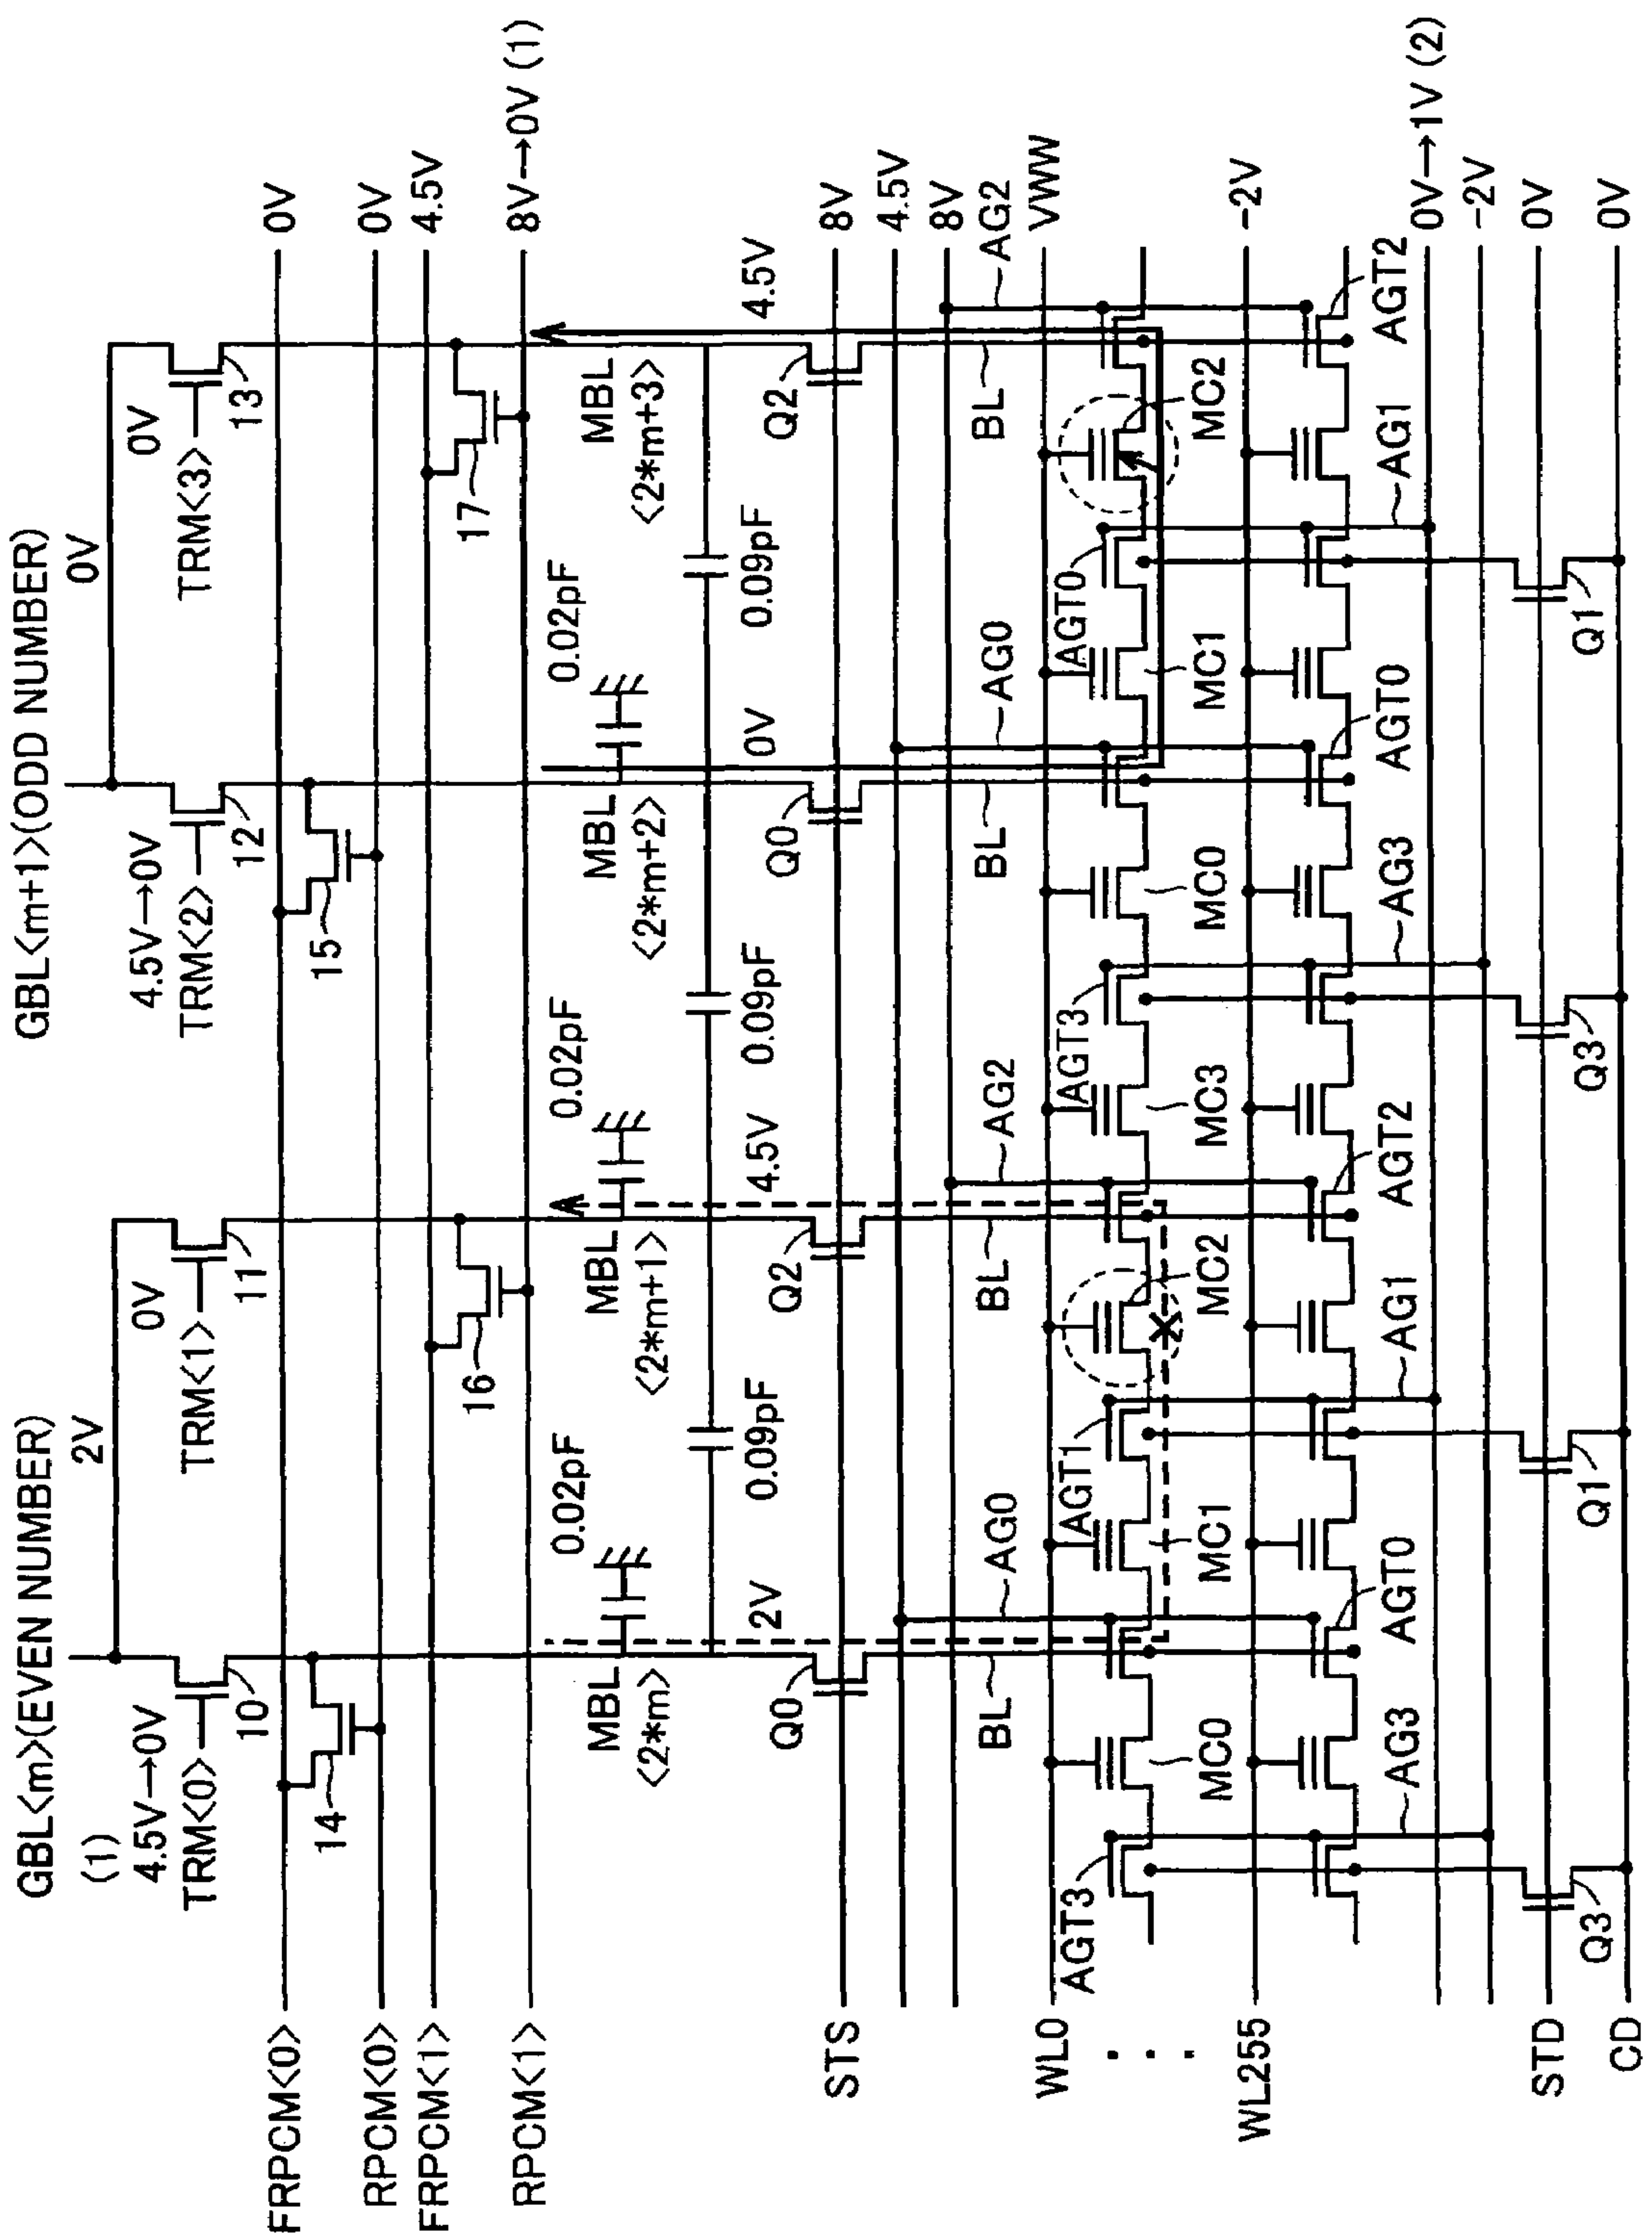 GBL<m>(EVEN NUMBER)
GBL<m+1>(ODD NUMBER)
(1)
4.5V→0V
TRM<0>
10
2V
0V
TRM<1>
11
4.5V→0V
TRM<2>
12
0V
0V
TRM<3>
13
FRPCM<0>
0V
14
15
RPCM<0>
0V
FRPCM<1>
4.5V
16
17
RPCM<1>
8V→0V (1)
MBL
<2*m>
0.02pF
MBL
<2*m+1>
0.02pF
MBL
<2*m+2>
0.02pF
MBL
<2*m+3>
0.09pF
0.09pF
0.09pF
2V
4.5V
0V
4.5V
Q0
Q2
Q0
Q2
STS
8V
4.5V
8V
BL
AG0
BL
AG2
BL
AG0
BL
AG2
WL0
VWW
AGT3
MC0
AGT1
MC1
MC2
AGT3
MC3
MC0
AGT0
MC1
MC2
WL255
-2V
AG3
AGT0
AG1
AGT2
AG3
AGT0
AG1
AGT2
0V→1V (2)
-2V
STD
0V
Q3
Q1
Q3
Q1
CD
0V